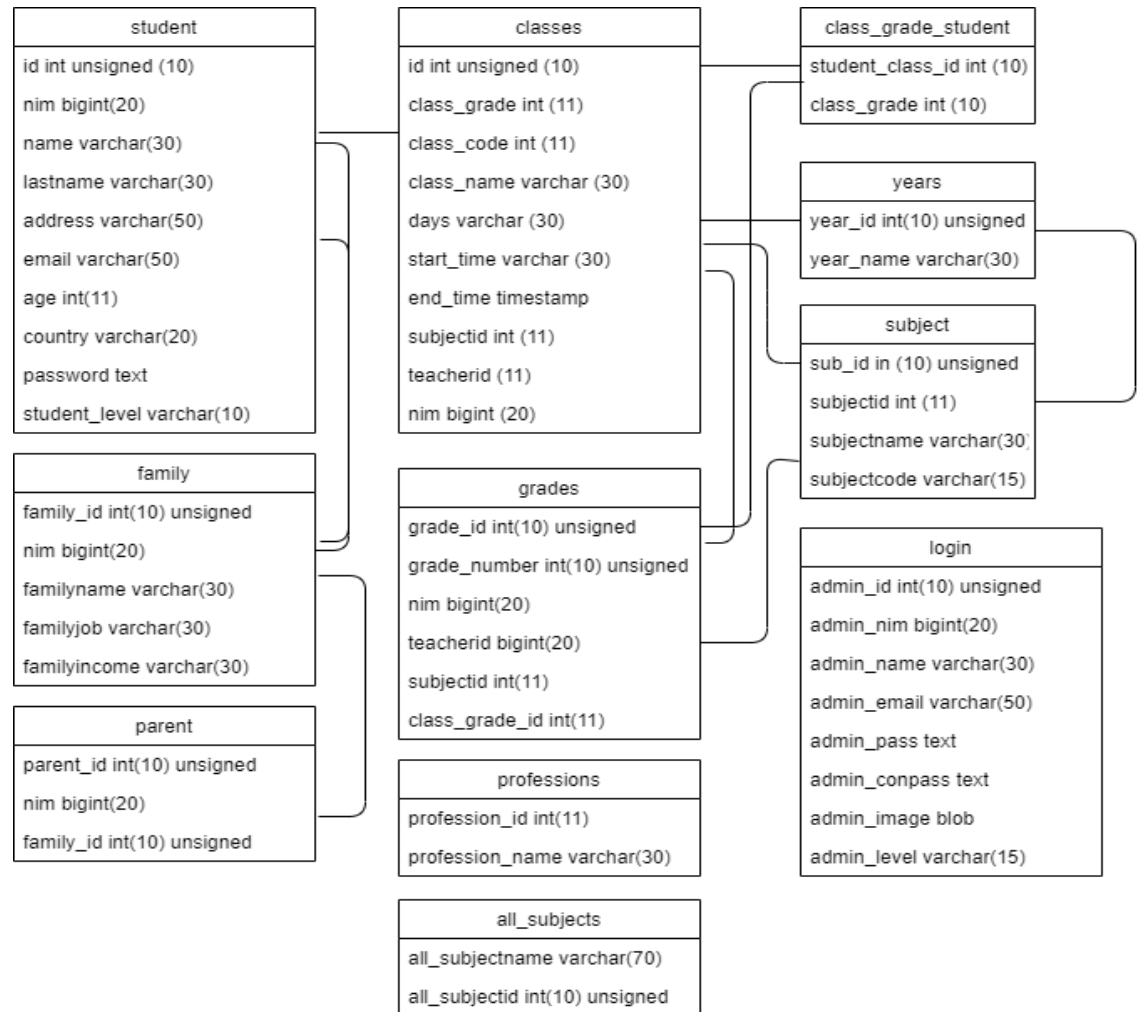 student
id int unsigned (10)
nim bigint(20)
name varchar(30)
lastname varchar(30)
address varchar(50)
email varchar(50)
age int(11)
country varchar(20)
password text
student_level varchar(10)
family
family_id int(10) unsigned
nim bigint(20)
familyname varchar(30)
familyjob varchar(30)
familyincome varchar(30)
parent
parent_id int(10) unsigned
nim bigint(20)
family_id int(10) unsigned
classes
id int unsigned (10)
class_grade int (11)
class_code int (11)
class_name varchar (30)
days varchar (30)
start_time varchar (30)
end_time timestamp
subjectid int (11)
teacherid (11)
nim bigint (20)
grades
grade_id int(10) unsigned
grade_number int(10) unsigned
nim bigint(20)
teacherid bigint(20)
subjectid int(11)
class_grade_id int(11)
professions
profession_id int(11)
profession_name varchar(30)
all_subjects
all_subjectname varchar(70)
all_subjectid int(10) unsigned
class_grade_student
student_class_id int (10)
class_grade int (10)
years
year_id int(10) unsigned
year_name varchar(30)
subject
sub_id in (10) unsigned
subjectid int (11)
subjectname varchar(30)
subjectcode varchar(15)
login
admin_id int(10) unsigned
admin_nim bigint(20)
admin_name varchar(30)
admin_email varchar(50)
admin_pass text
admin_conpass text
admin_image blob
admin_level varchar(15)